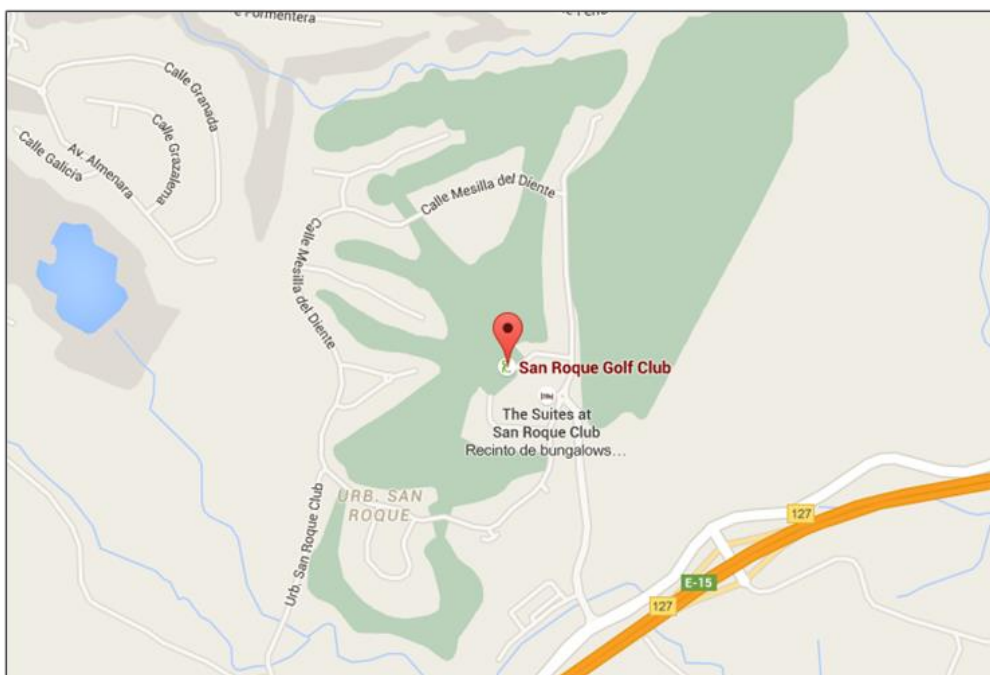 Formentera
Calle Granada
Calle Grazalema
Av. Almenara
Calle Galicia
Calle Mesilla del Diente
Calle Mesilla del Diente
San Roque Golf Club
The Suites at
San Roque Club
Recinto de bungalows...
URB. SAN
ROQUE
Urb. San Roque Club
127
E-15
127